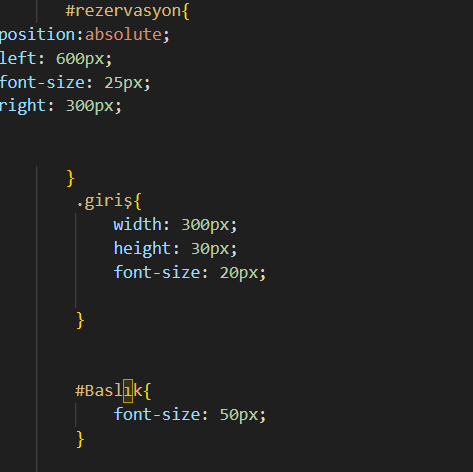 #rezervasyon{
position:absolute;
left: 600px;
font-size: 25px;
right: 300px;
}
.giriş{
width: 300px;
height: 30px;
font-size: 20px;
}
#Baslık{
font-size: 50px;
}